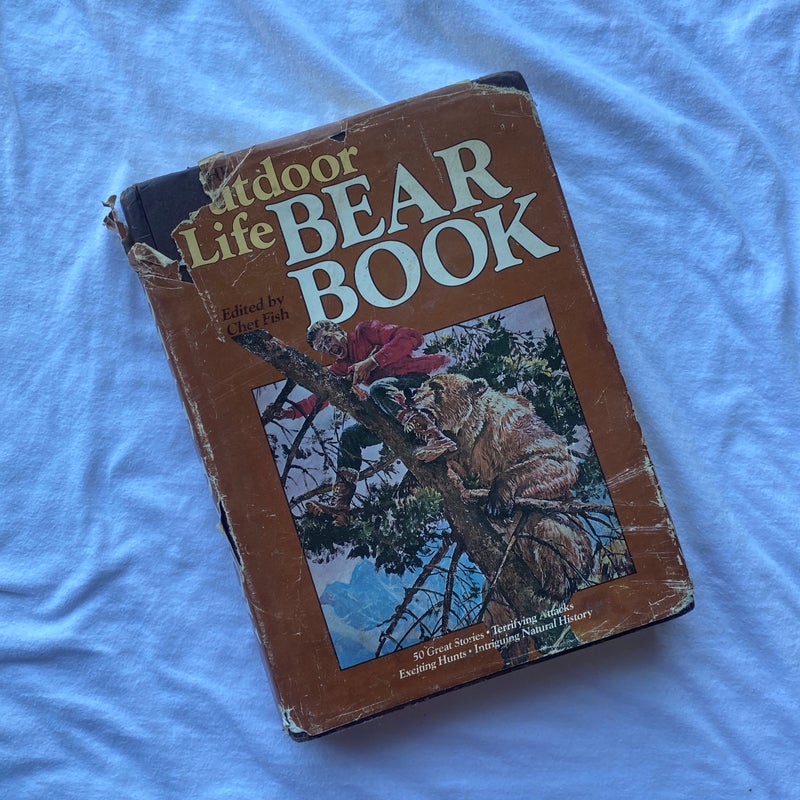 utdoor
Life BEAR
BOOK
Edited by
Chet Fish
50 Great Stories • Terrifying Attacks
Exciting Hunts • Intriguing Natural History